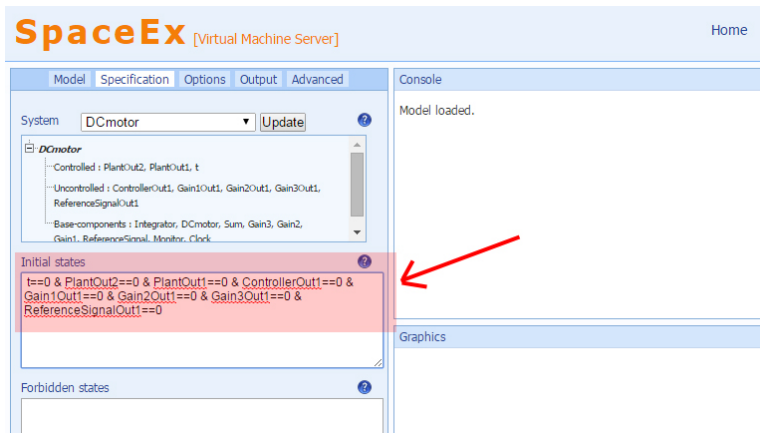 SpaceEx [Virtual Machine Server]
Home
Model Specification Options Output Advanced
System DCmotor Update
DCmotor
Controlled : PlantOut2, PlantOut1, t
Uncontrolled : ControllerOut1, Gain1Out1, Gain2Out1, Gain3Out1,
ReferenceSignalOut1
Base-components : Integrator, DCmotor, Sum, Gain3, Gain2,
Gain1, ReferenceSignal, Monitor, Clock
Initial states
t==0 & PlantOut2==0 & PlantOut1==0 & ControllerOut1==0 &
Gain1Out1==0 & Gain2Out1==0 & Gain3Out1==0 &
ReferenceSignalOut1==0
Forbidden states
Console
Model loaded.
Graphics